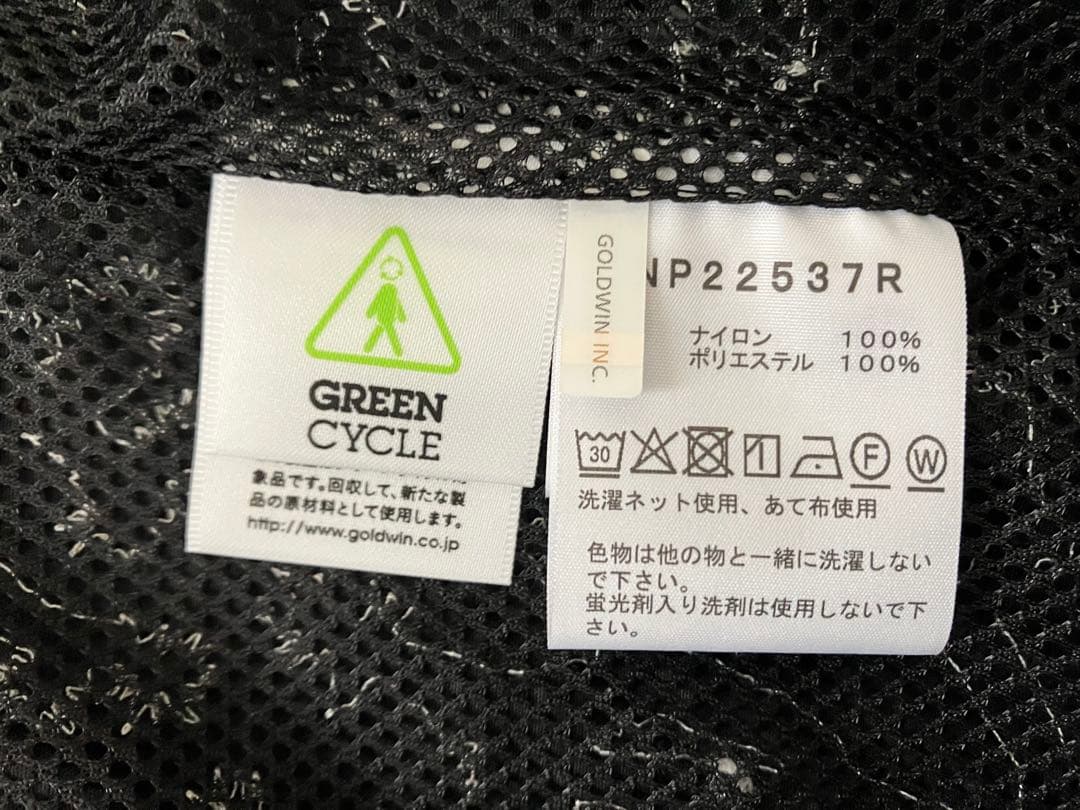 GREEN
CYCLE
象品です。回収して、新たな製
品の原材料として使用します。
http://www.goldwin.co.jp
GOLDWIN INC.
NP22537R
ナイロン 100%
ポリエステル 100%
30
F
W
洗濯ネット使用、あて布使用
色物は他の物と一緒に洗濯しない
で下さい。
蛍光剤入り洗剤は使用しないで下
さい。